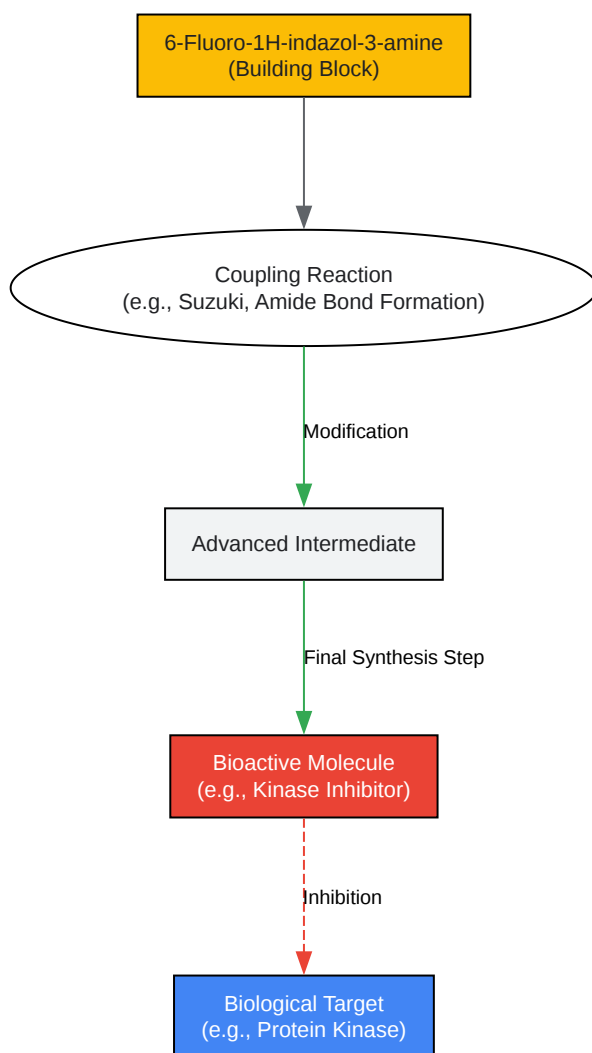 6-Fluoro-1H-indazol-3-amine
(Building Block)
Coupling Reaction
(e.g., Suzuki, Amide Bond Formation)
Modification
Advanced Intermediate
Final Synthesis Step
Bioactive Molecule
(e.g., Kinase Inhibitor)
Inhibition
Biological Target
(e.g., Protein Kinase)